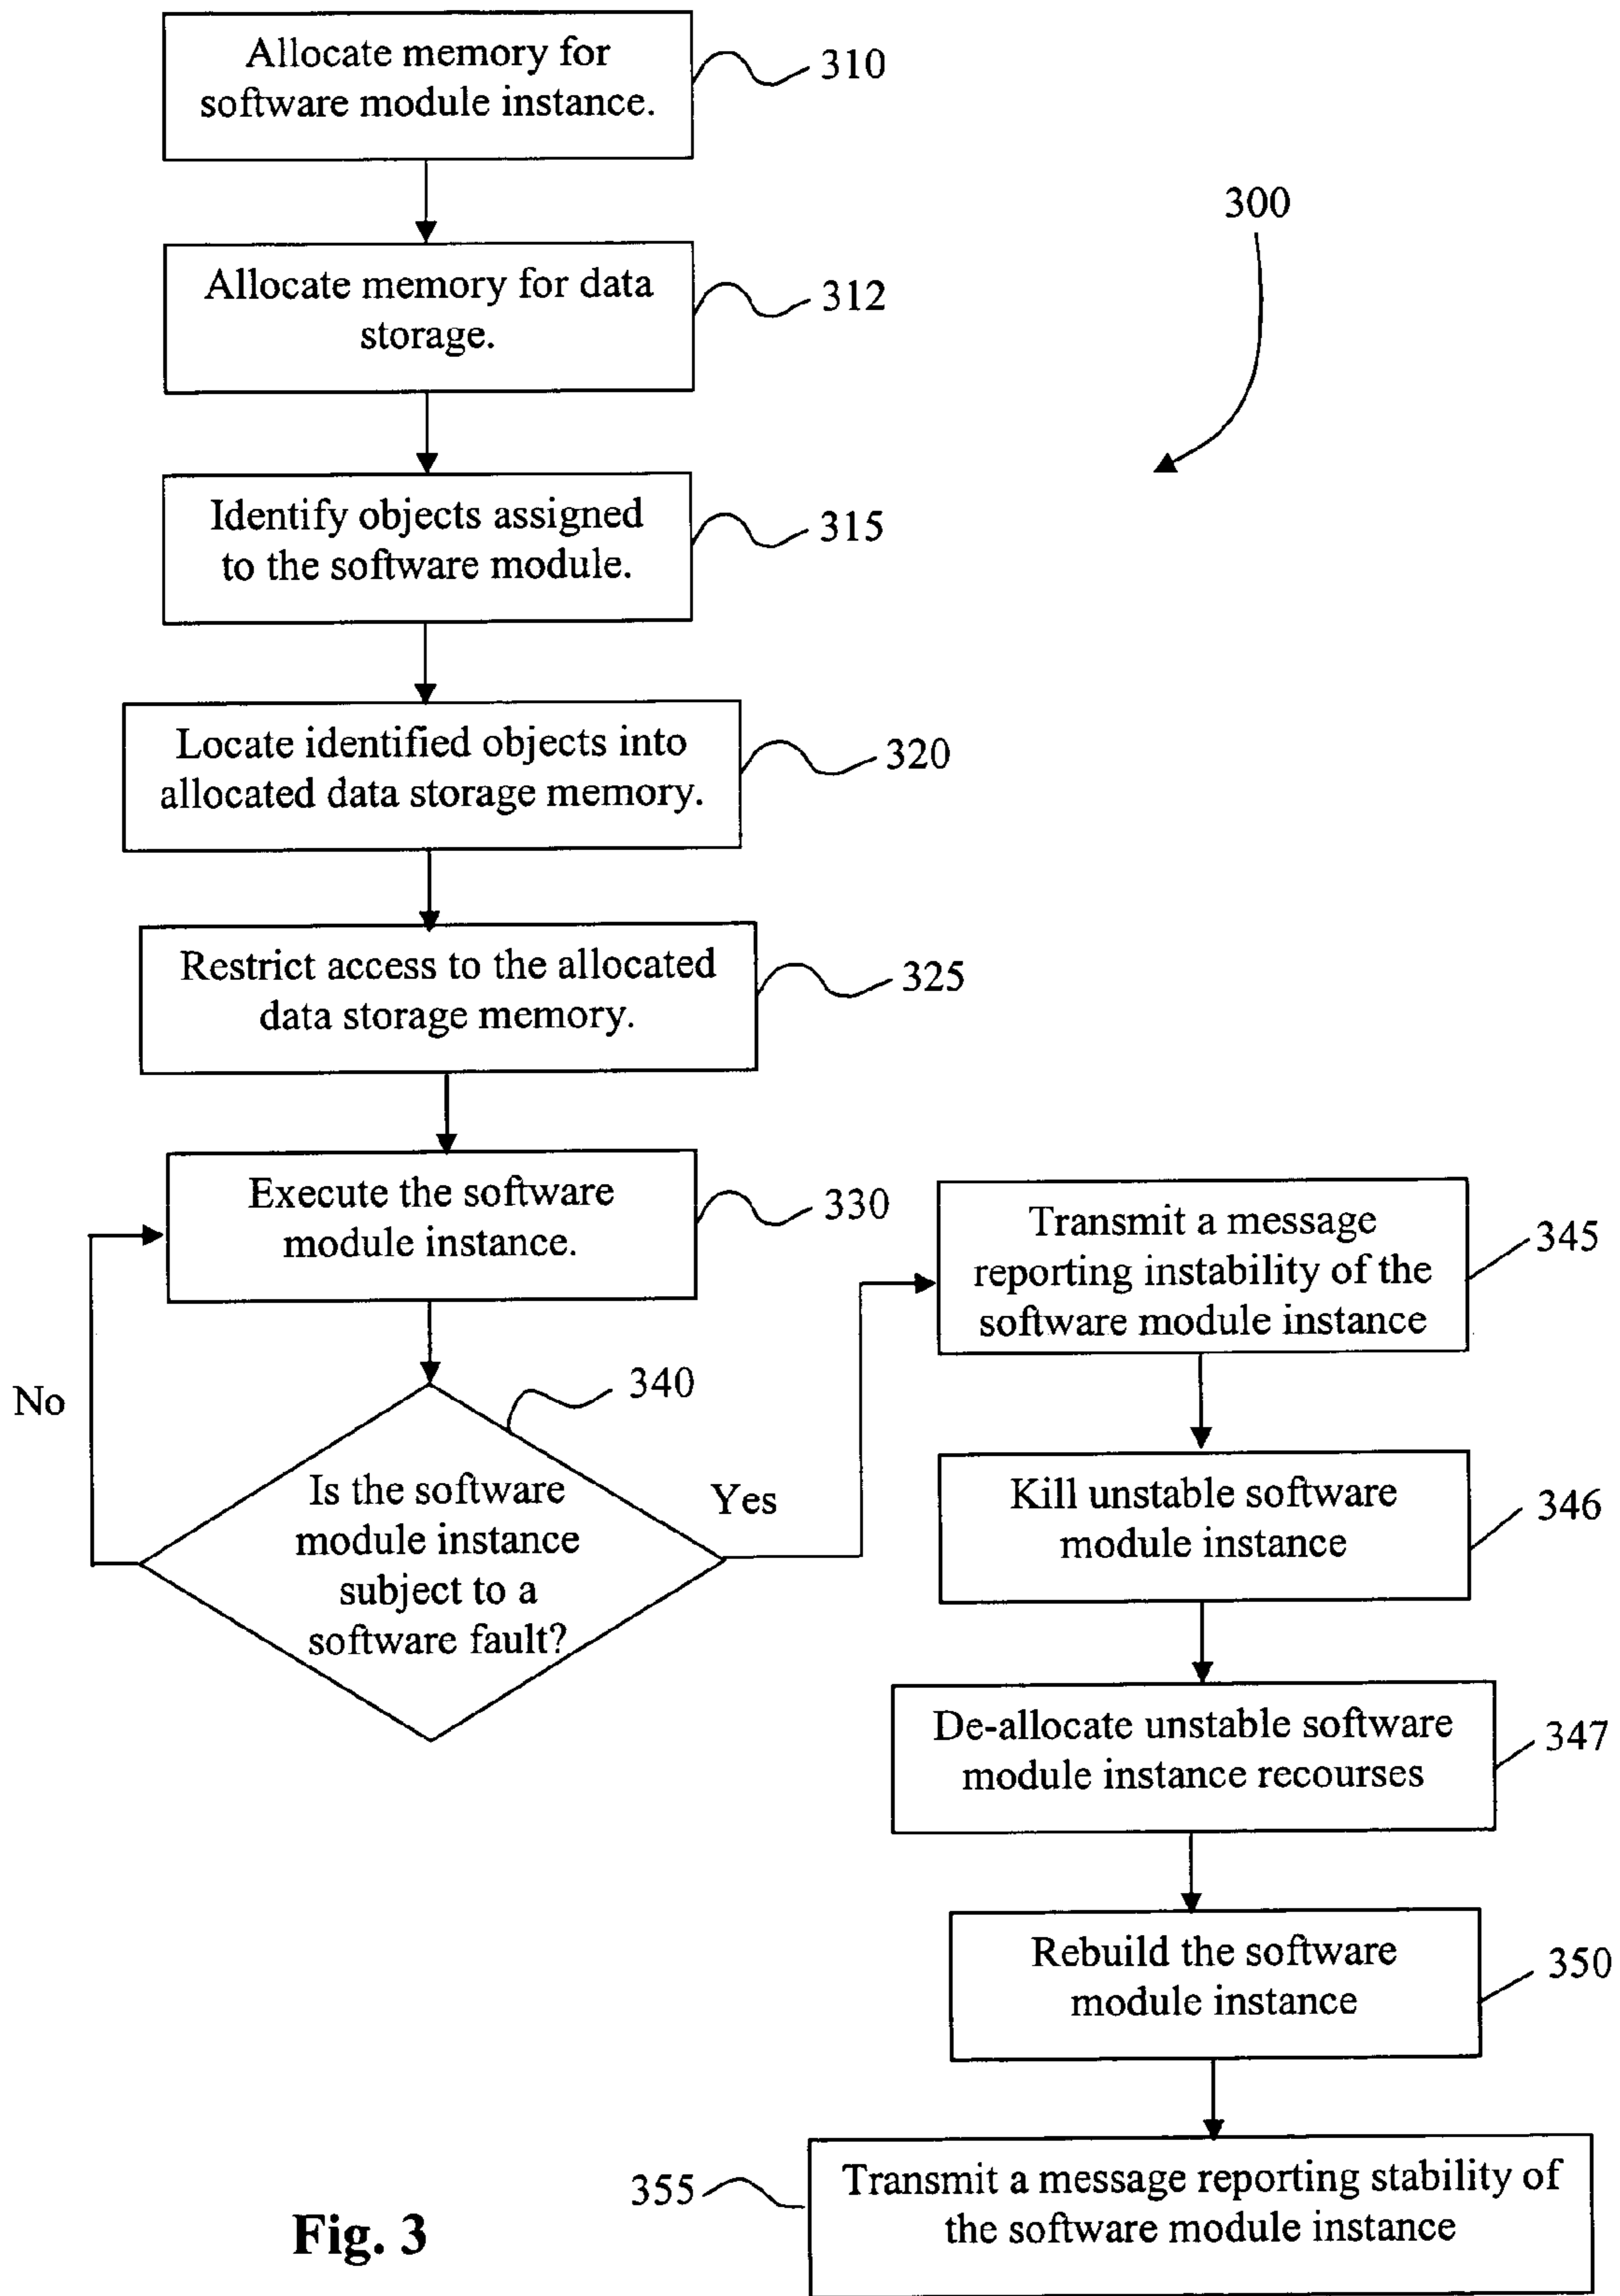 Allocate memory for
software module instance.
310
300
Allocate memory for data
storage.
312
Identify objects assigned
to the software module.
315
Locate identified objects into
allocated data storage memory.
320
Restrict access to the allocated
data storage memory.
325
Execute the software
module instance.
330
No
340
Is the software
module instance
subject to a
software fault?
Yes
Transmit a message
reporting instability of the
software module instance
345
Kill unstable software
module instance
346
De-allocate unstable software
module instance recourses
347
Rebuild the software
module instance
350
355
Transmit a message reporting stability of
the software module instance
Fig. 3